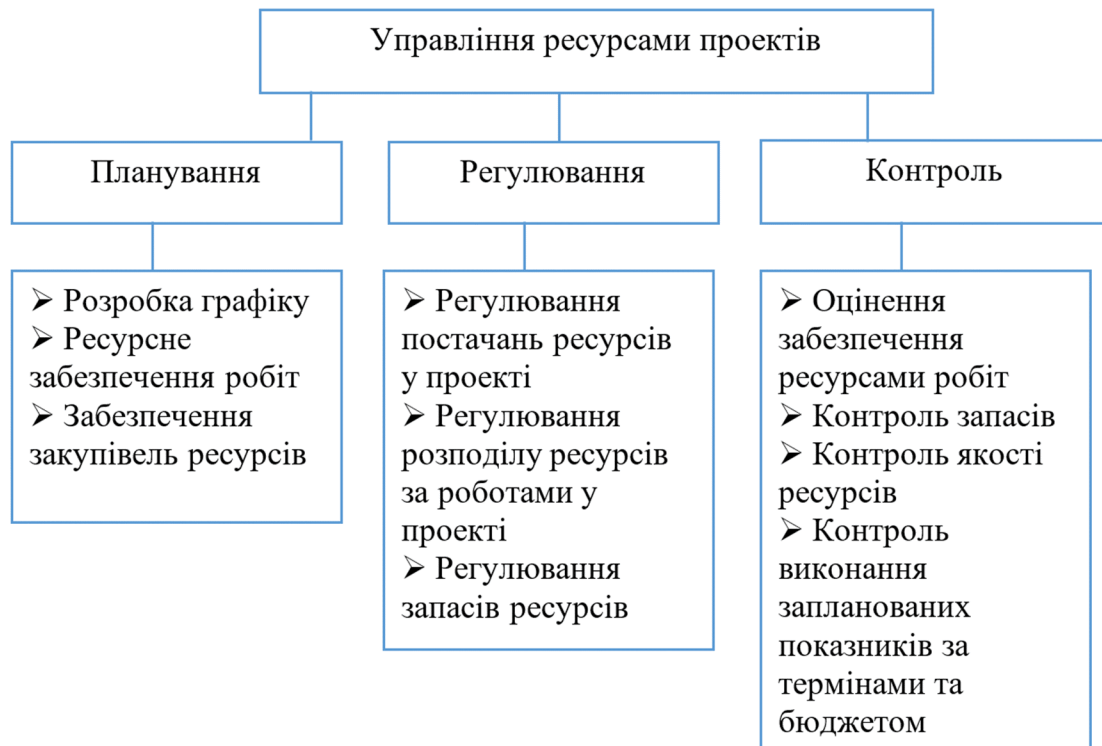 Управління ресурсами проектів
Планування
Регулювання
Контроль
➢ Розробка графіку
➢ Ресурсне
забезпечення робіт
➢ Забезпечення
закупівель ресурсів
➢ Регулювання
постачань ресурсів
у проекті
➢ Регулювання
розподілу ресурсів
за роботами у
проекті
➢ Регулювання
запасів ресурсів
➢ Оцінення
забезпечення
ресурсами робіт
➢ Контроль запасів
➢ Контроль якості
ресурсів
➢ Контроль
виконання
запланованих
показників за
термінами та
бюджетом